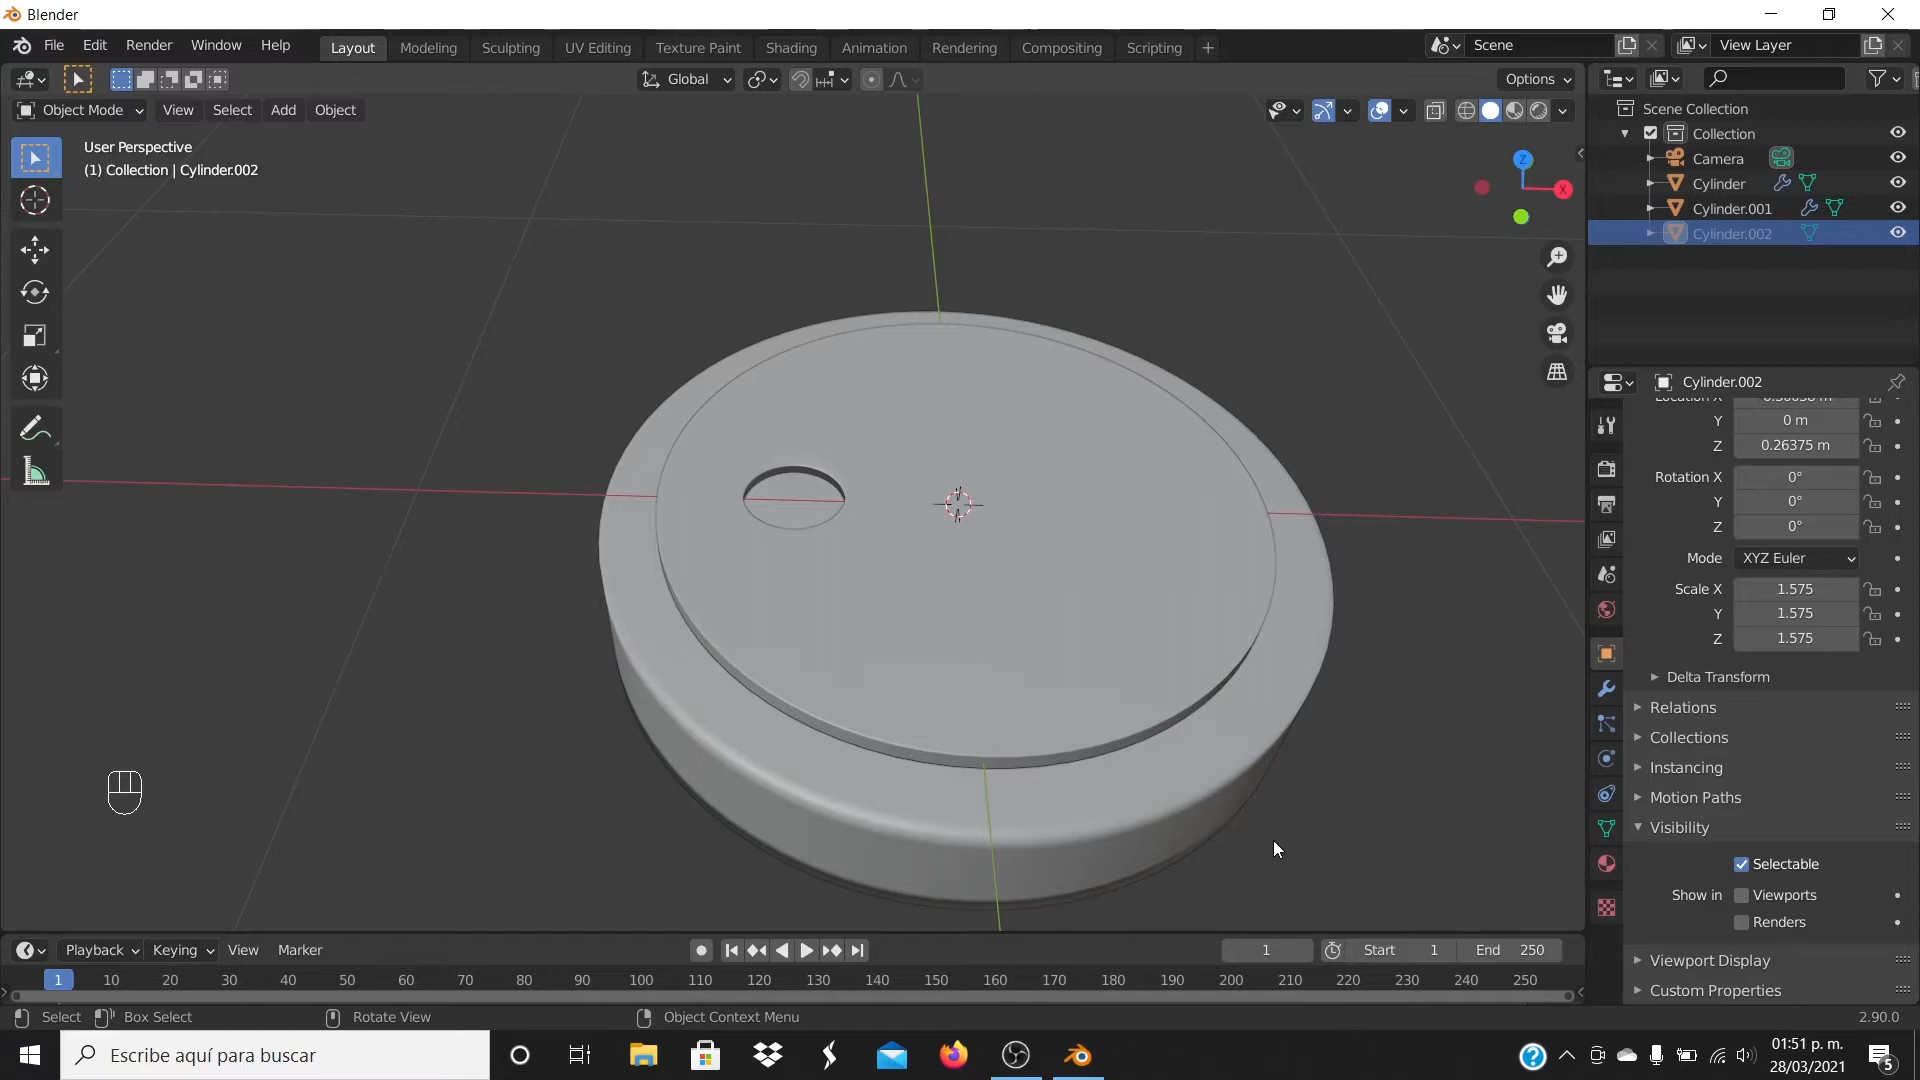 Blender
File Edit Render Window Help Layout Modeling Sculpting UV Editing Texture Paint Shading Animation Rendering Compositing Scripting + Scene View Layer
Global Options
Object Mode View Select Add Object
User Perspective
(1) Collection | Cylinder.002
Z
X
Scene Collection
Collection
Camera
Cylinder
Cylinder.001
Cylinder.002
Cylinder.002
Y 0 m
Z 0.26375 m
Rotation X 0°
Y 0°
Z 0°
Mode XYZ Euler
Scale X 1.575
Y 1.575
Z 1.575
Delta Transform
Relations
Collections
Instancing
Motion Paths
Visibility
Selectable
Show in Viewports
Renders
Viewport Display
Custom Properties
Playback Keying View Marker 1 Start 1 End 250
1 10 20 30 40 50 60 70 80 90 100 110 120 130 140 150 160 170 180 190 200 210 220 230 240 250
Select Box Select Rotate View Object Context Menu 2.90.0
Escribe aquí para buscar
01:51 p. m.
28/03/2021
5